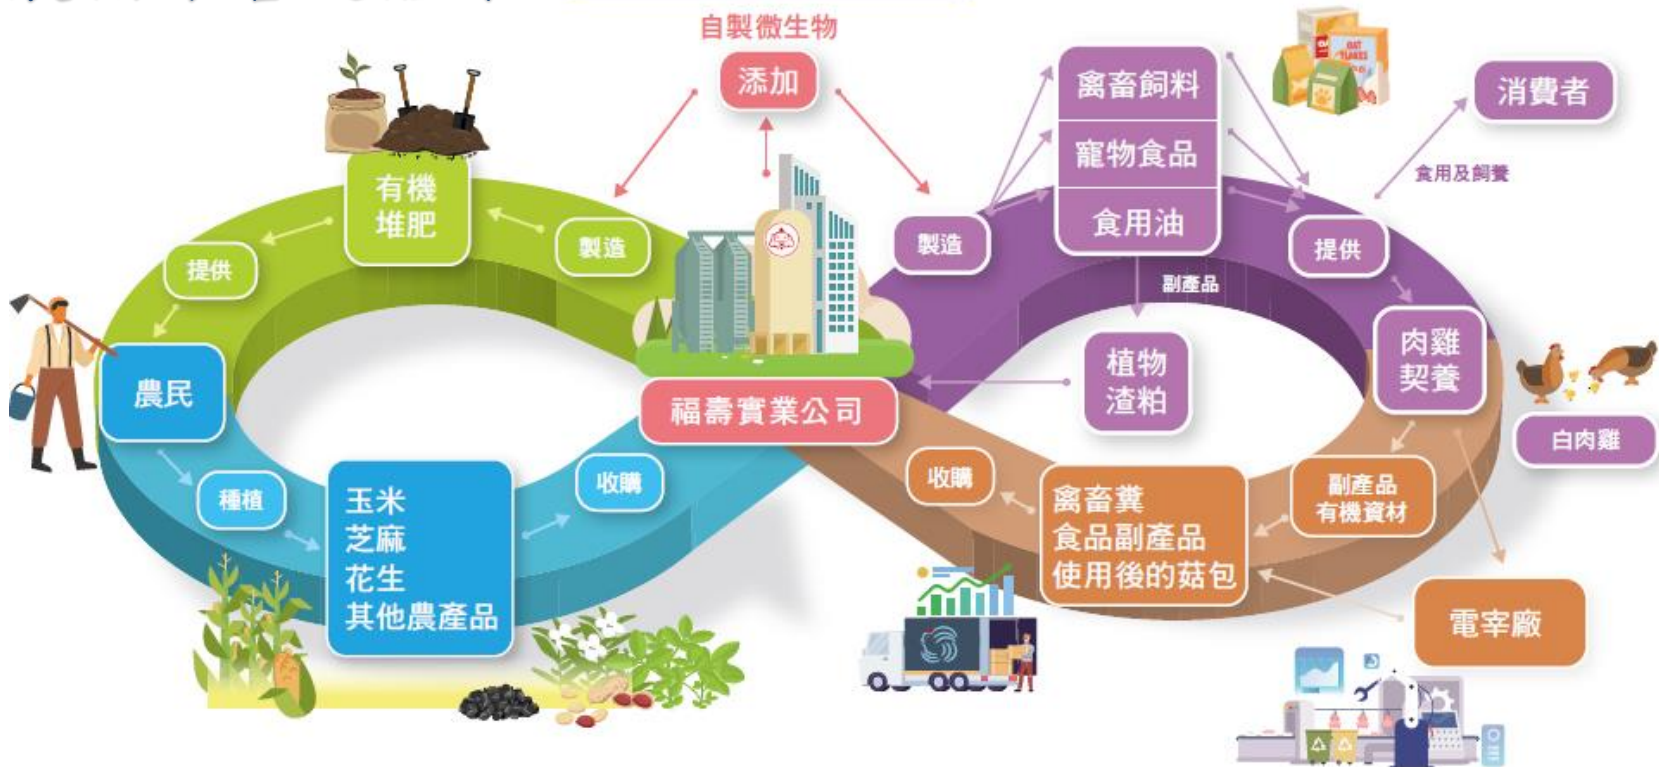 自製微生物
添加
禽畜飼料
寵物食品
食用油
OAT
FLAKES
消費者
食用及飼養
有機
堆肥
製造
提供
製造
提供
副產品
農民
植物
渣粕
肉雞
契養
福壽實業公司
白肉雞
種植
玉米
芝麻
花生
其他農產品
收購
收購
禽畜糞
食品副產品
使用後的菇包
副產品
有機資材
電宰廠